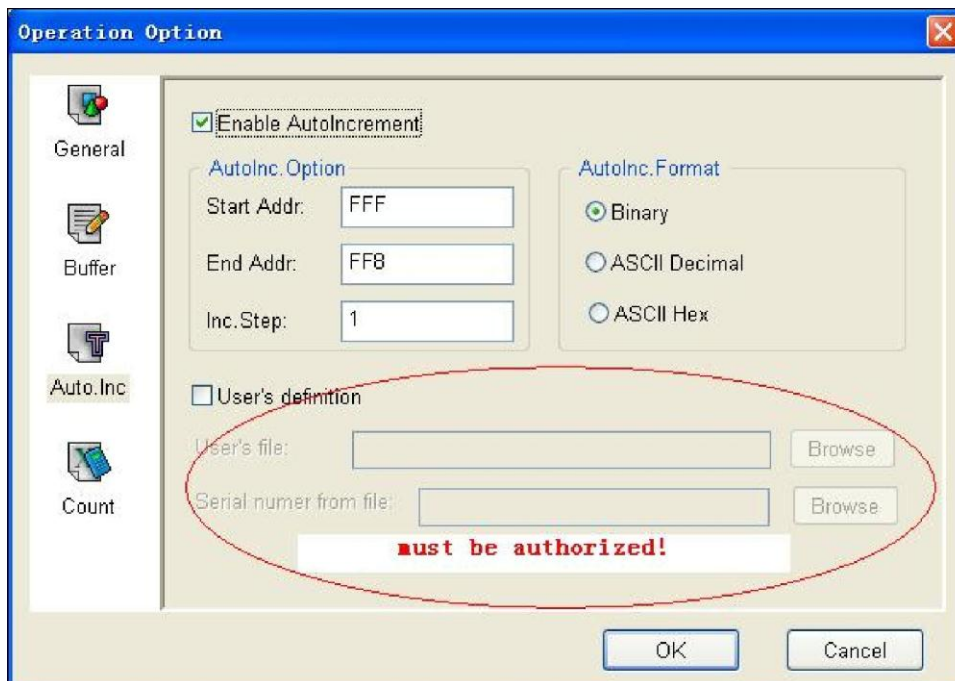 Operation Option
General
Buffer
Auto.Inc
Count
Enable AutoIncrement
AutoInc.Option
Start Addr: FFF
End Addr: FF8
Inc.Step: 1
AutoInc.Format
Binary
ASCII Decimal
ASCII Hex
User's definition
User's file: Browse
Serial numer from file: Browse
must be authorized!
OK Cancel